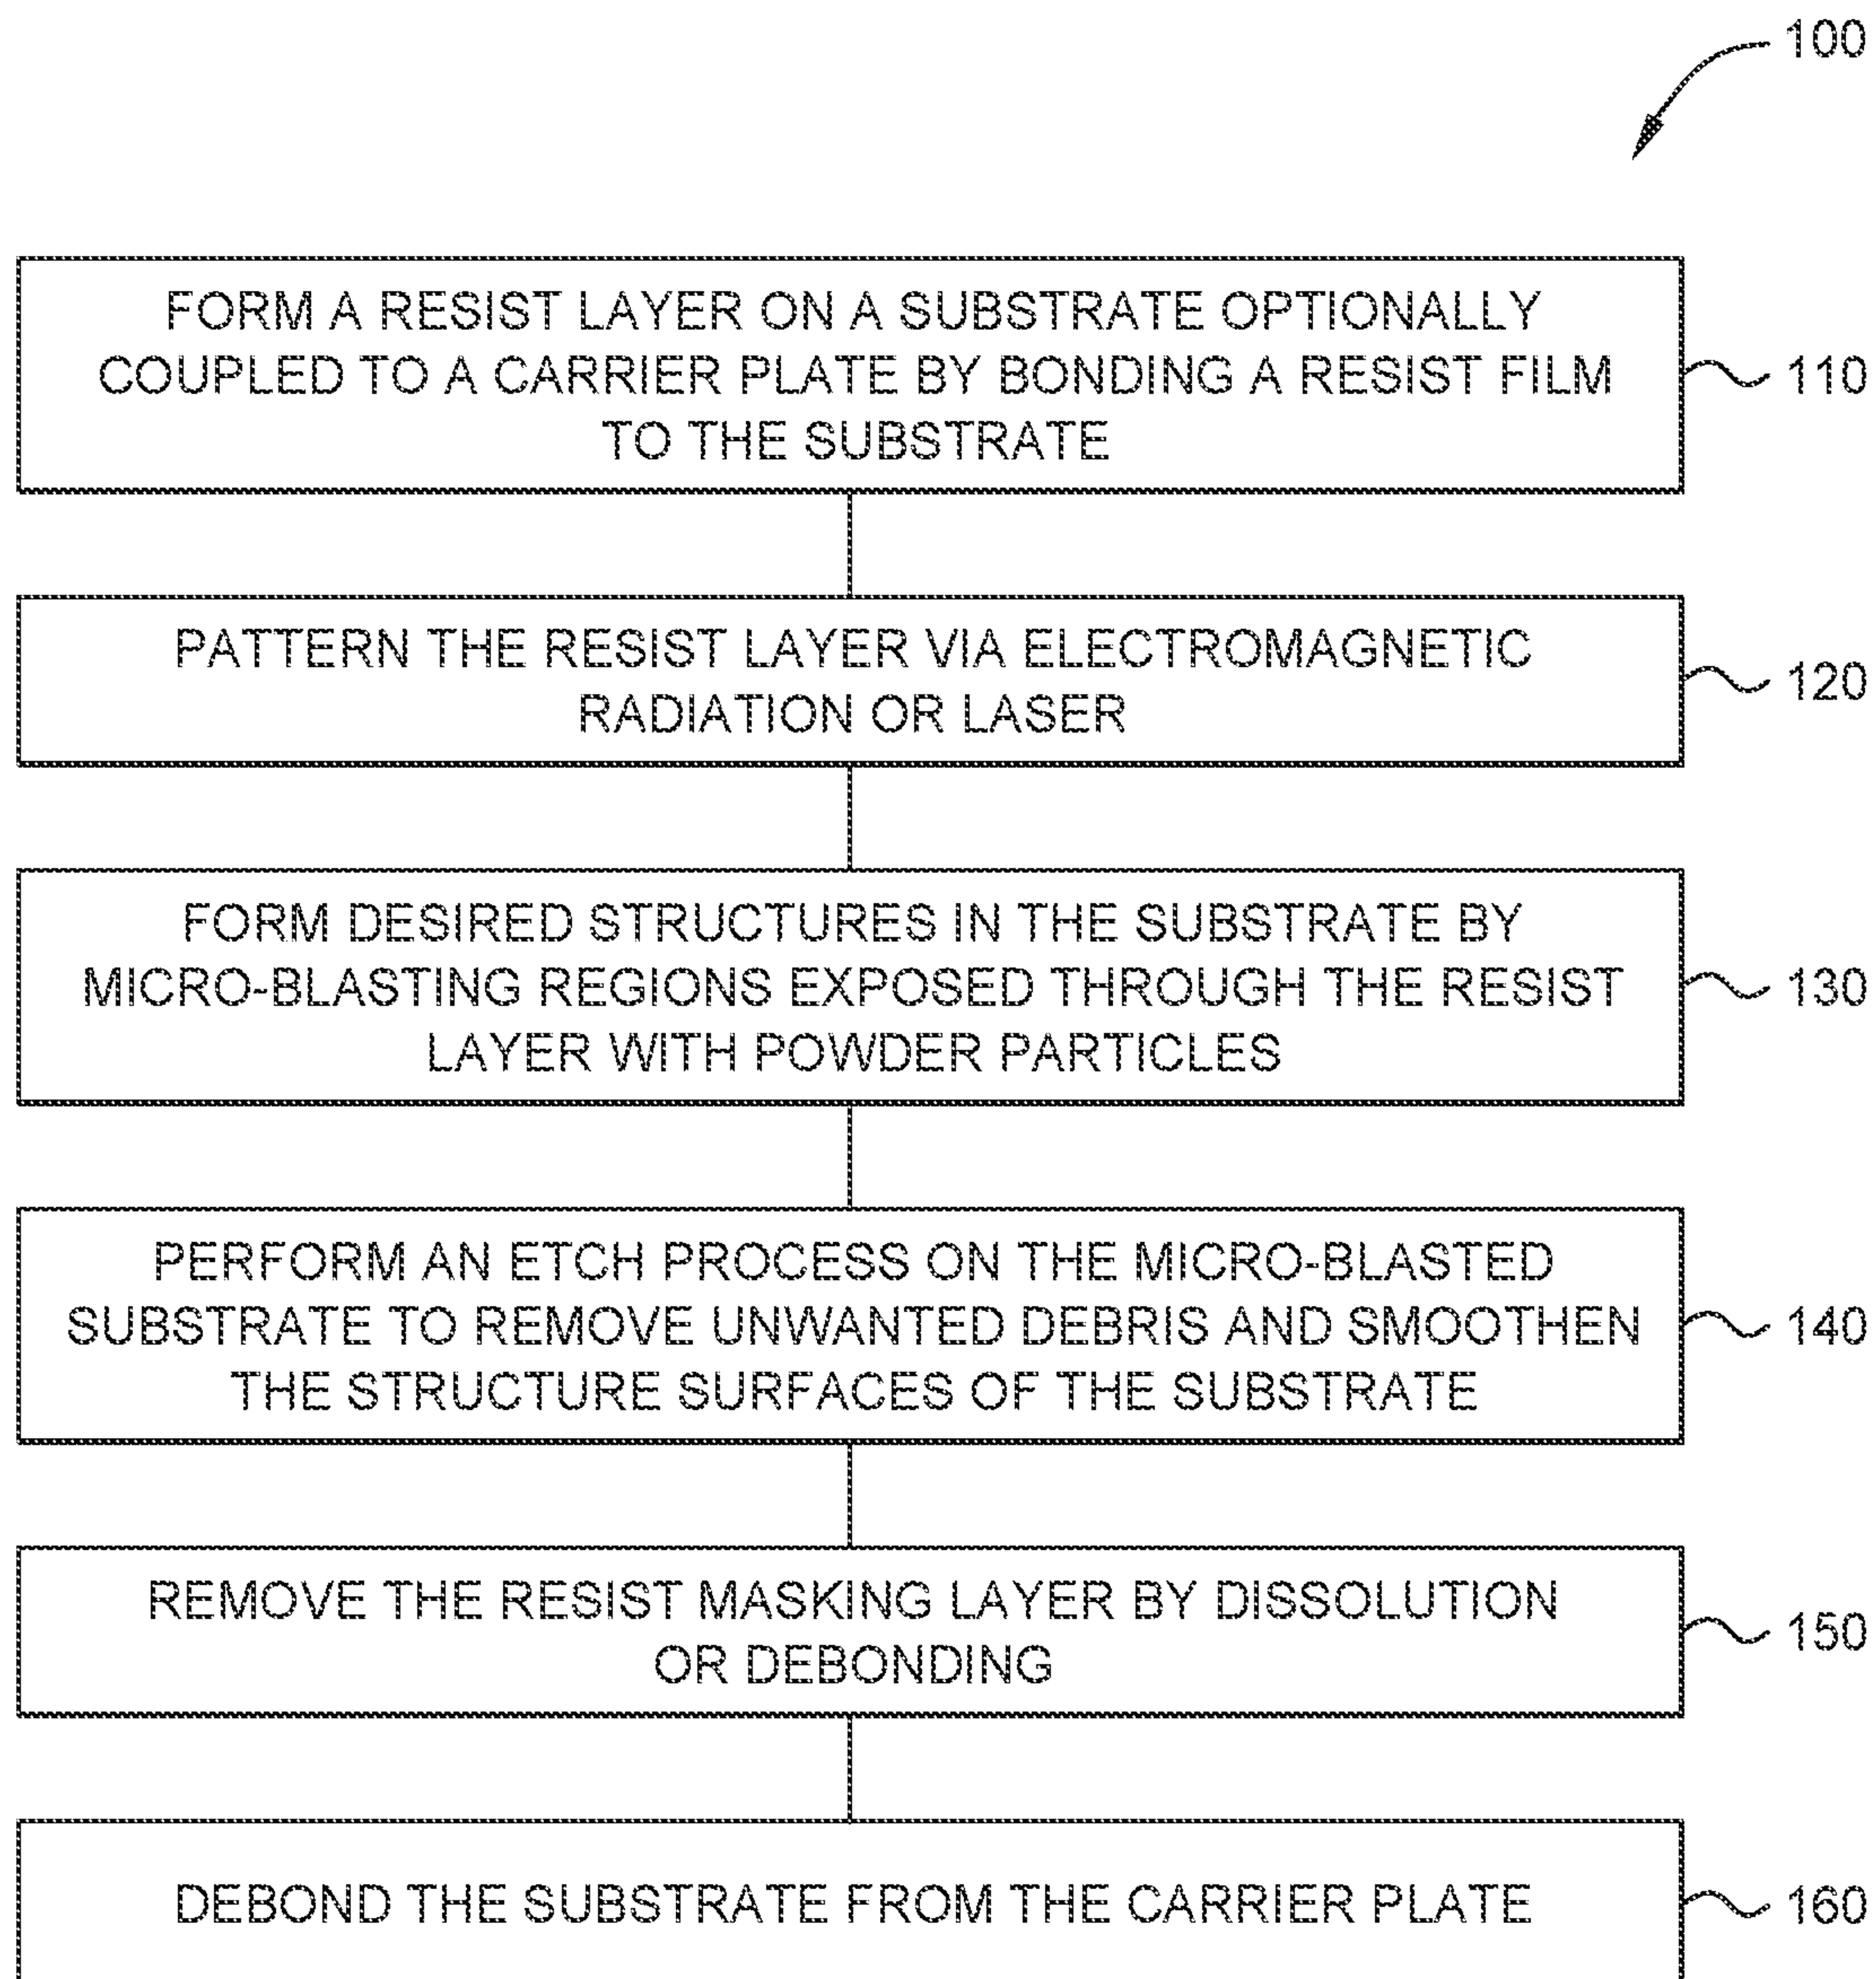 100
FORM A RESIST LAYER ON A SUBSTRATE OPTIONALLY
COUPLED TO A CARRIER PLATE BY BONDING A RESIST FILM
TO THE SUBSTRATE
110
PATTERN THE RESIST LAYER VIA ELECTROMAGNETIC
RADIATION OR LASER
120
FORM DESIRED STRUCTURES IN THE SUBSTRATE BY
MICRO-BLASTING REGIONS EXPOSED THROUGH THE RESIST
LAYER WITH POWDER PARTICLES
130
PERFORM AN ETCH PROCESS ON THE MICRO-BLASTED
SUBSTRATE TO REMOVE UNWANTED DEBRIS AND SMOOTHEN
THE STRUCTURE SURFACES OF THE SUBSTRATE
140
REMOVE THE RESIST MASKING LAYER BY DISSOLUTION
OR DEBONDING
150
DEBOND THE SUBSTRATE FROM THE CARRIER PLATE
160